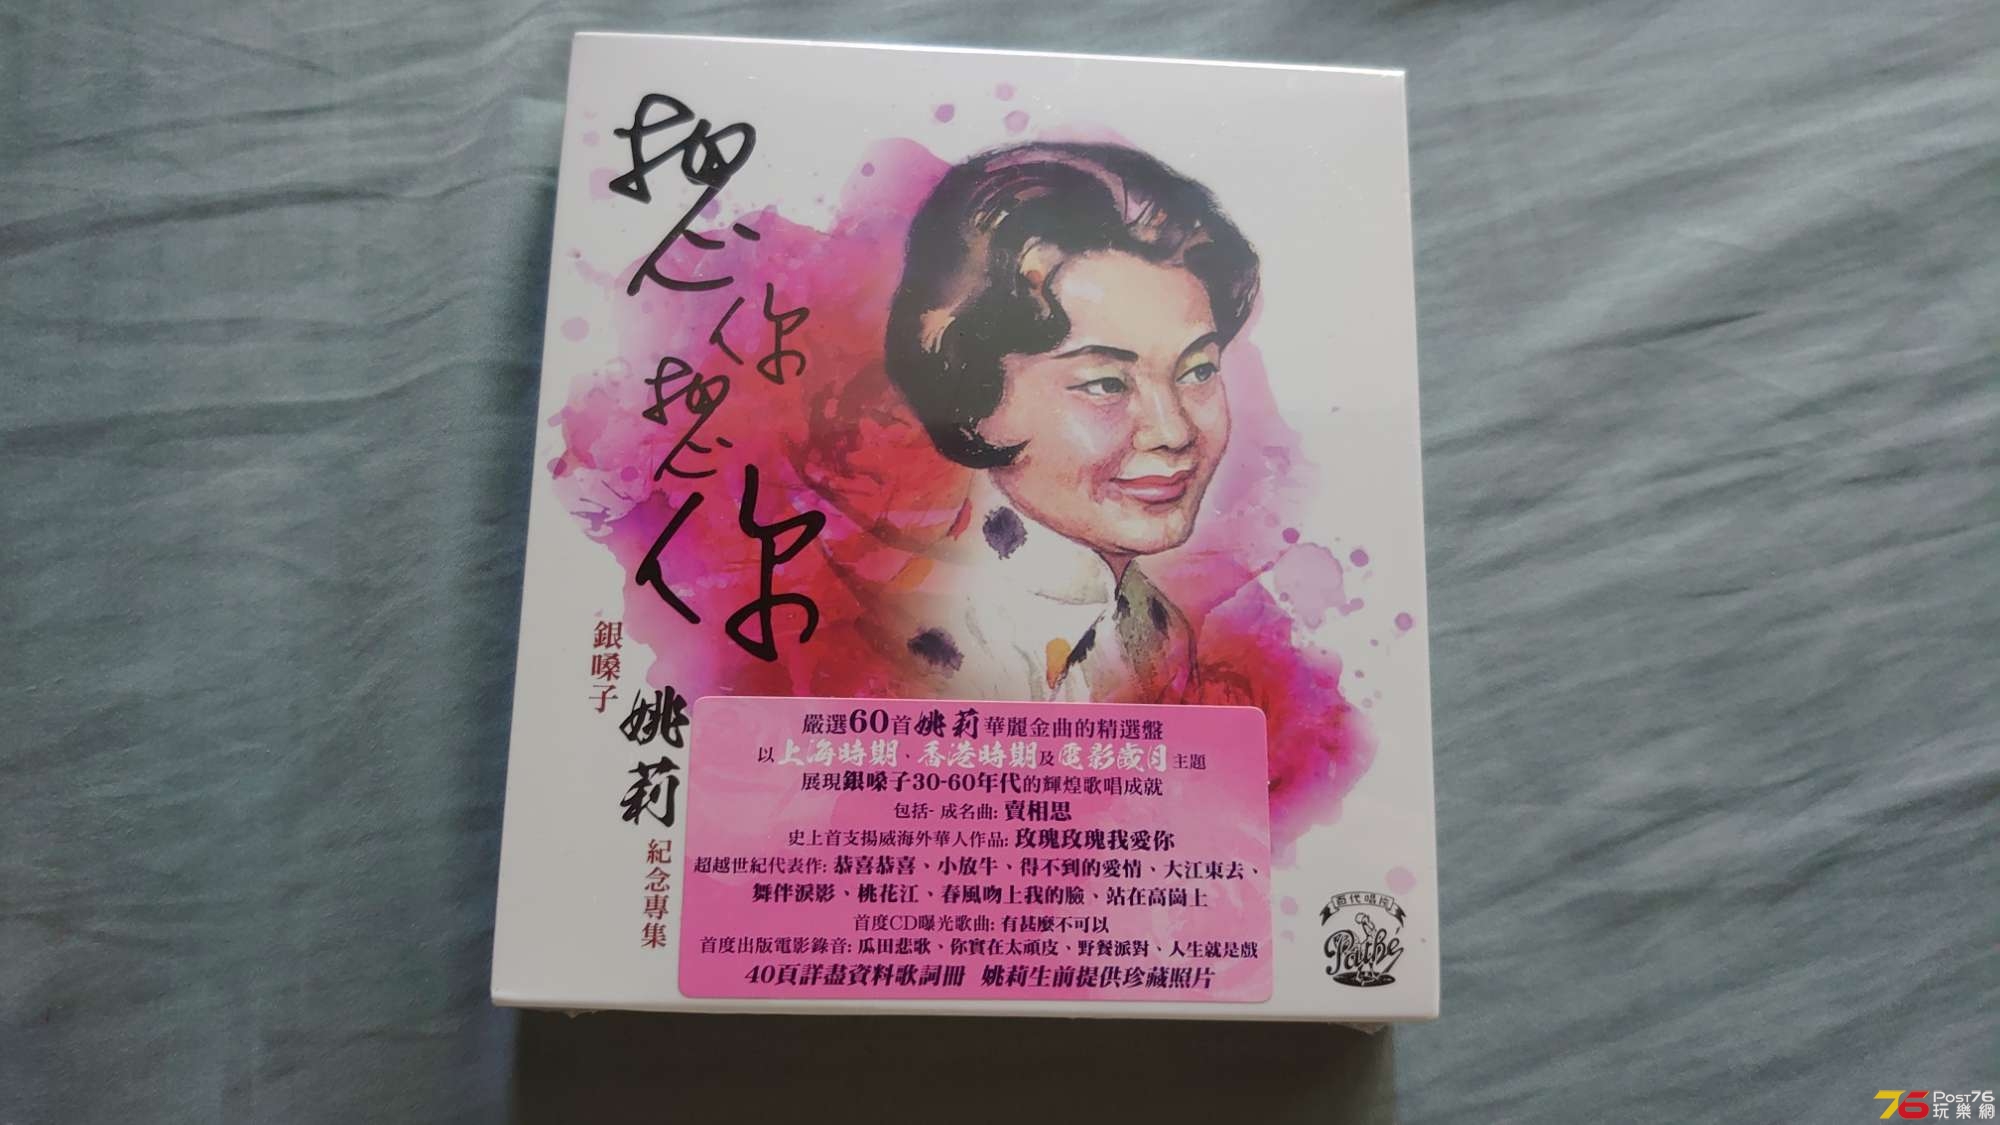 想你想你
銀嗓子
姚莉
紀念專集
嚴選60首姚莉華麗金曲的精選盤
以上海時期、香港時期及電影歲月主題
展現銀嗓子30-60年代的輝煌歌唱成就
包括- 成名曲: 賣相思
史上首支揚威海外華人作品: 玫瑰玫瑰我愛你
超越世紀代表作: 恭喜恭喜、小放牛、得不到的愛情、大江東去、
舞伴淚影、桃花江、春風吻上我的臉、站在高崗上
首度CD曝光歌曲: 有甚麼不可以
首度出版電影錄音: 瓜田悲歌、你實在太頑皮、野餐派對、人生就是戲
40頁詳盡資料歌詞冊 姚莉生前提供珍藏照片
百代唱片
Pathé
76 Post76
玩樂網